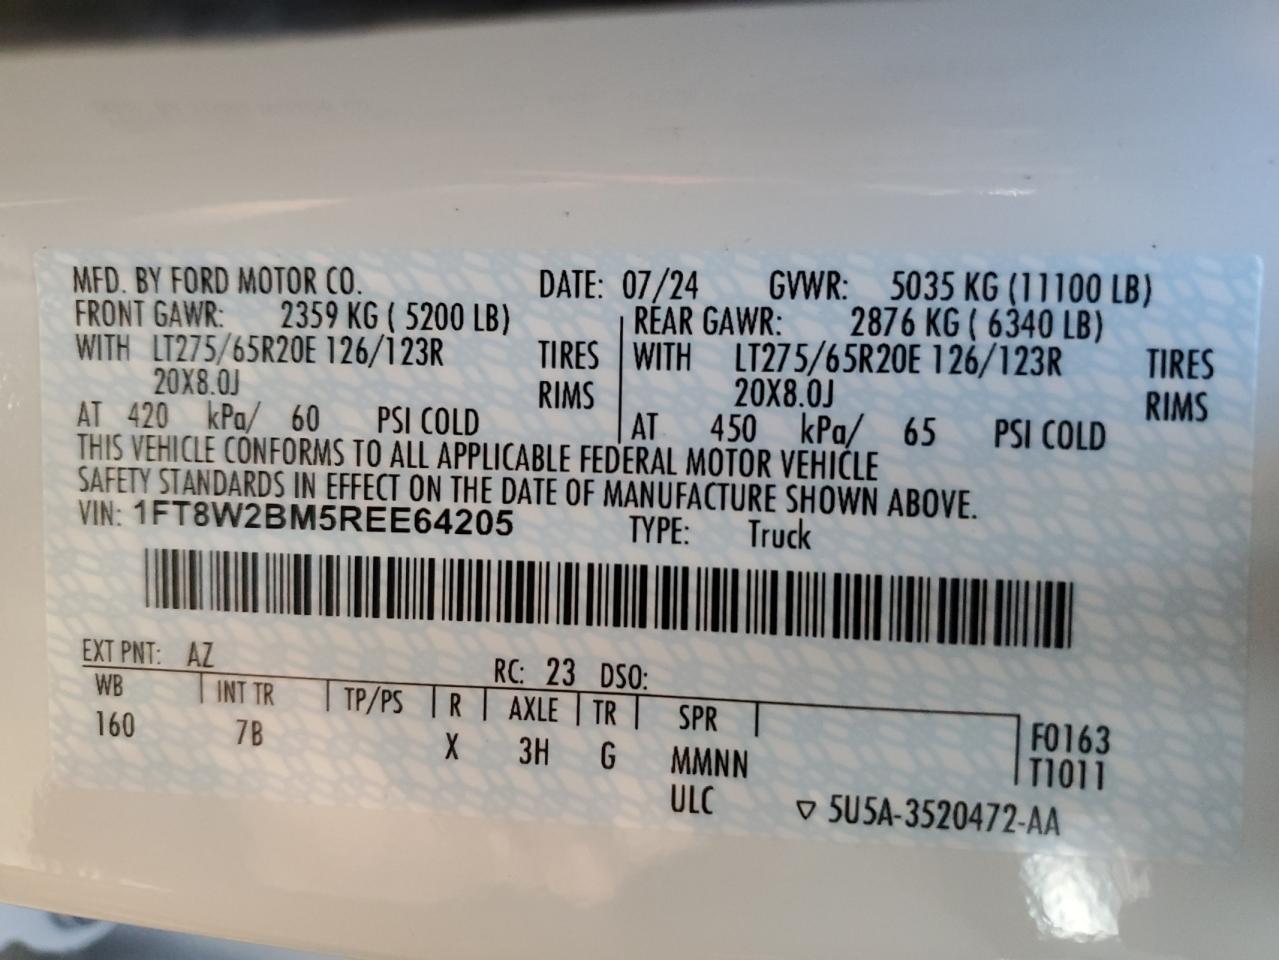 MFD. BY FORD MOTOR CO. DATE: 07/24 GVWR: 5035 KG (11100 LB)
FRONT GAWR: 2359 KG ( 5200 LB) REAR GAWR: 2876 KG ( 6340 LB)
WITH LT275/65R20E 126/123R TIRES WITH LT275/65R20E 126/123R TIRES
20X8.0J RIMS 20X8.0J RIMS
AT 420 kPa/ 60 PSI COLD AT 450 kPa/ 65 PSI COLD
THIS VEHICLE CONFORMS TO ALL APPLICABLE FEDERAL MOTOR VEHICLE
SAFETY STANDARDS IN EFFECT ON THE DATE OF MANUFACTURE SHOWN ABOVE.
VIN: 1FT8W2BM5REE64205 TYPE: Truck
EXT PNT: AZ RC: 23 DSO:
WB INT TR TP/PS R AXLE TR SPR
160 7B X 3H G MMNN F0163
T1011
ULC ▽ 5U5A-3520472-AA